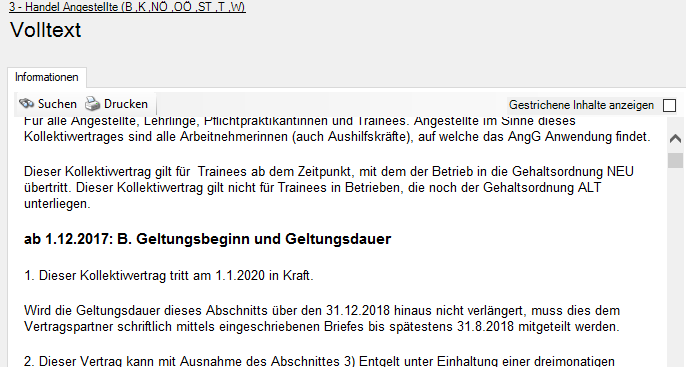 3 - Handel Angestellte (B ,K ,NÖ ,OÖ ,ST ,T ,W)
Volltext
Informationen
Suchen Drucken Gestrichene Inhalte anzeigen
Für alle Angestellte, Lehrlinge, Pflichtpraktikantinnen und Trainees. Angestellte im Sinne dieses
Kollektiwertrages sind alle Arbeitnehmerinnen (auch Aushilfskräfte), auf welche das AngG Anwendung findet.
Dieser Kollektiwertrag gilt für Trainees ab dem Zeitpunkt, mit dem der Betrieb in die Gehaltsordnung NEU
übertritt. Dieser Kollektiwertrag gilt nicht für Trainees in Betrieben, die noch der Gehaltsordnung ALT
unterliegen.
ab 1.12.2017: B. Geltungsbeginn und Geltungsdauer
1. Dieser Kollektiwertrag tritt am 1.1.2020 in Kraft.
Wird die Geltungsdauer dieses Abschnitts über den 31.12.2018 hinaus nicht verlängert, muss dies dem
Vertragspartner schriftlich mittels eingeschriebenen Briefes bis spätestens 31.8.2018 mitgeteilt werden.
2. Dieser Vertrag kann mit Ausnahme des Abschnittes 3) Entgelt unter Einhaltung einer dreimonatigen